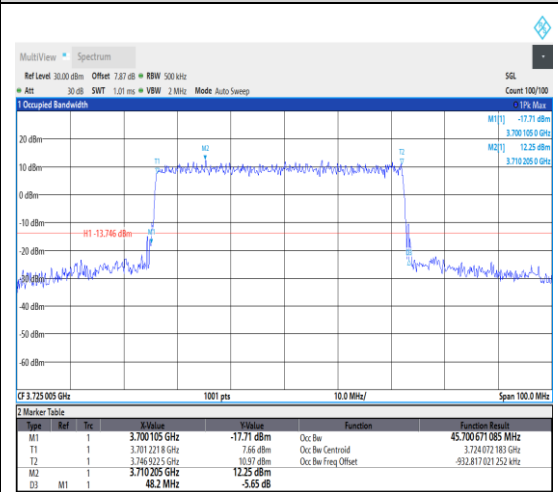 MultiView Spectrum
Ref Level 30.00 dBm Offset 7.87 dB RBW 500 kHz SGL
Att 30 dB SWT 1.01 ms VBW 2 MHz Mode Auto Sweep Count 100/100
1 Occupied Bandwidth 1Pk Max
M1[1] -17.71 dBm
3.700 105 0 GHz
M2[1] 12.25 dBm
3.710 205 0 GHz
20 dBm
M2
T1
T2
10 dBm
0 dBm
-10 dBm
H1 -13.746 dBm
M1
-20 dBm
-30 dBm
-40 dBm
-50 dBm
-60 dBm
CF 3.725 005 GHz 1001 pts 10.0 MHz/ Span 100.0 MHz
2 Marker Table
Type Ref Trc X-Value Y-Value Function Function Result
M1 1 3.700 105 GHz -17.71 dBm Occ Bw 45.700 671 085 MHz
T1 1 3.701 221 8 GHz 7.66 dBm Occ Bw Centroid 3.724 072 183 GHz
T2 1 3.746 922 5 GHz 10.97 dBm Occ Bw Freq Offset -932.817 021 252 kHz
M2 1 3.710 205 GHz 12.25 dBm
D3 M1 1 48.2 MHz -5.65 dB